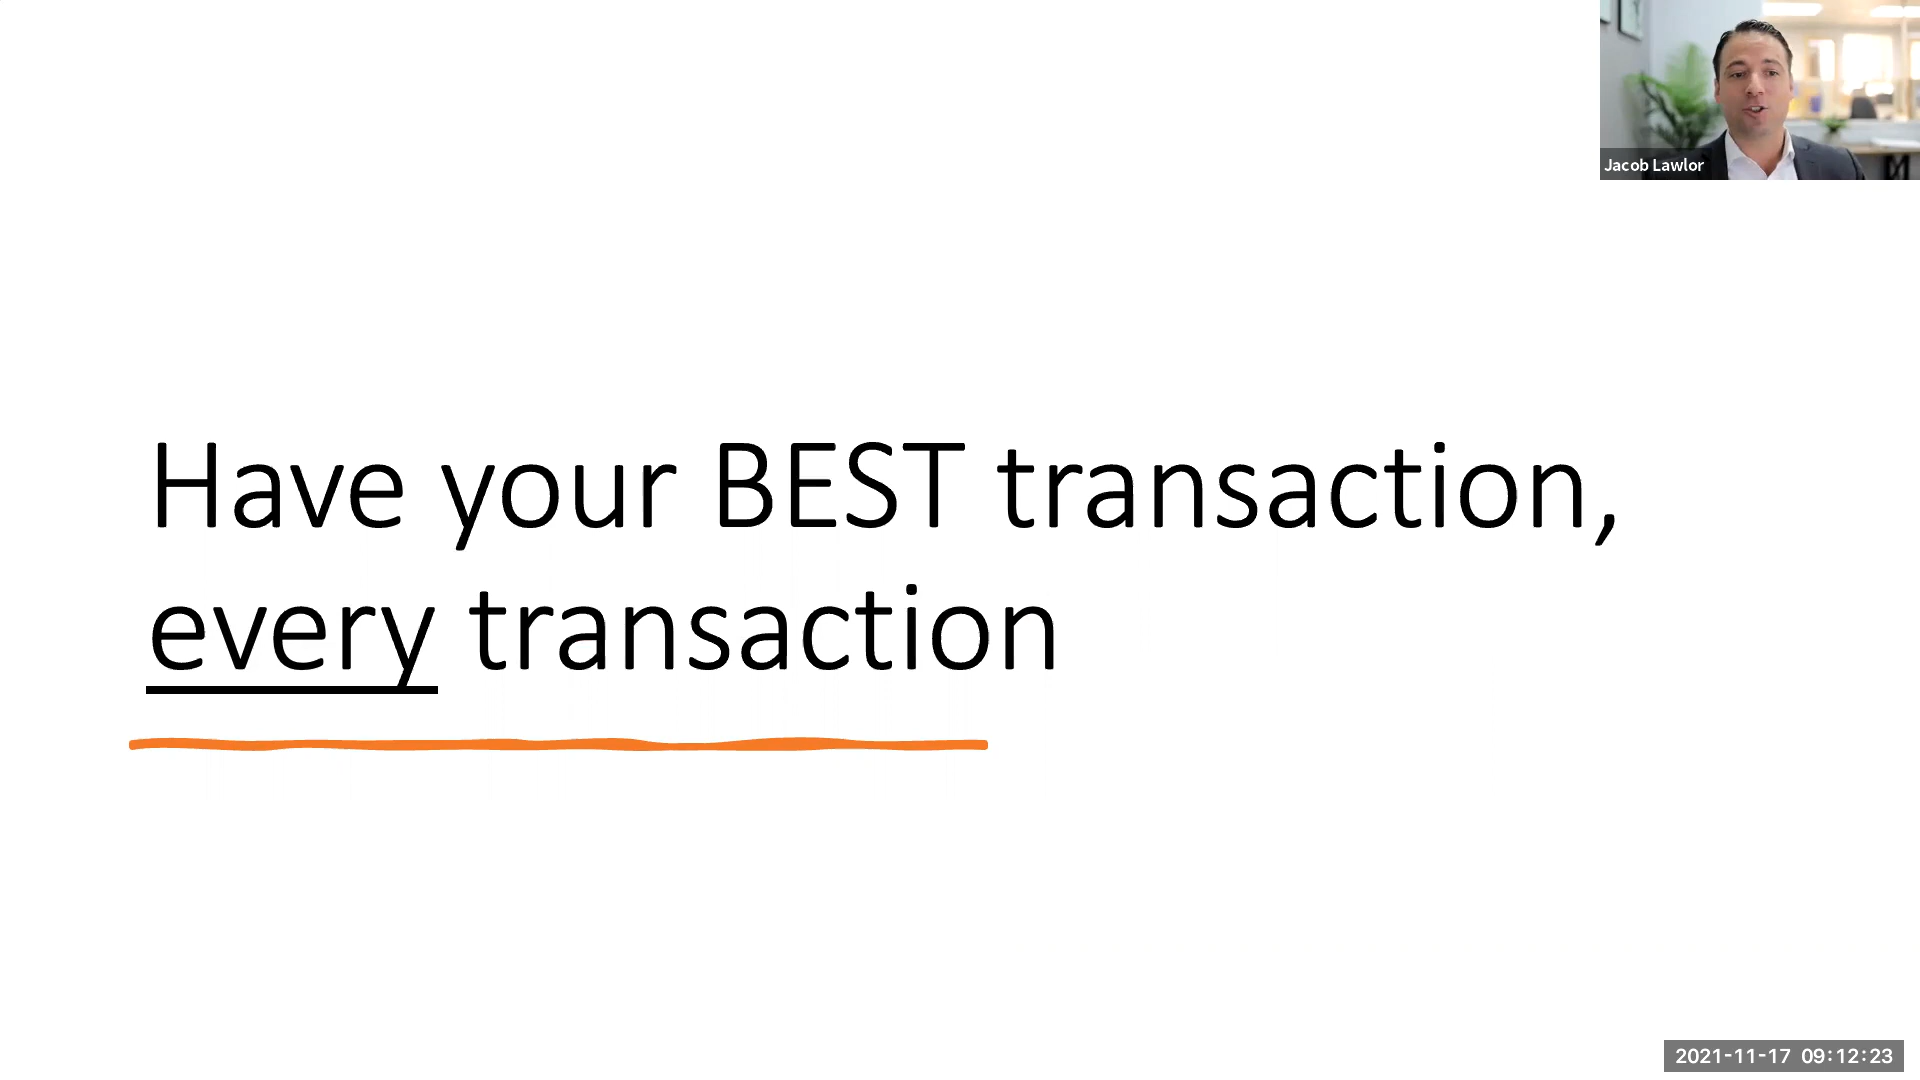 Jacob Lawlor
Have your BEST transaction,
every transaction
2021-11-17 09:12:23